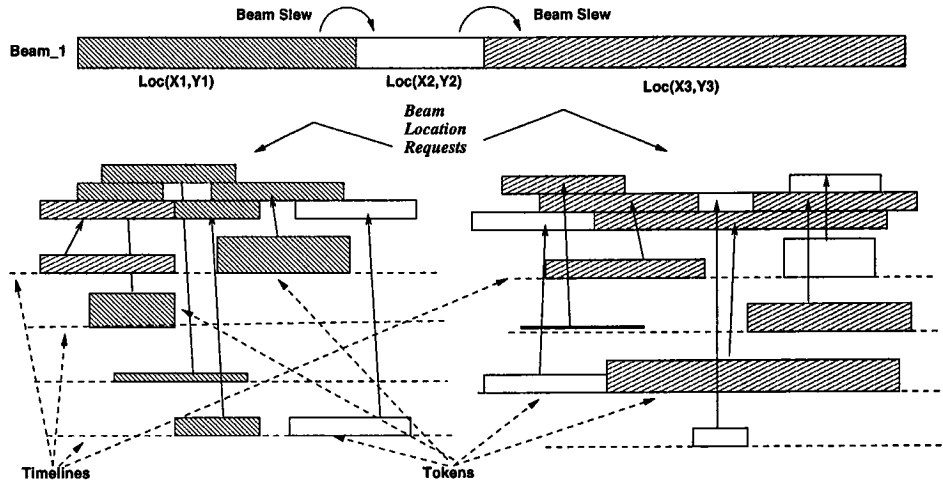 Beam Slew
Beam Slew
Beam_1
Loc(X1,Y1)
Loc(X2,Y2)
Loc(X3,Y3)
Beam
Location
Requests
Timelines
Tokens